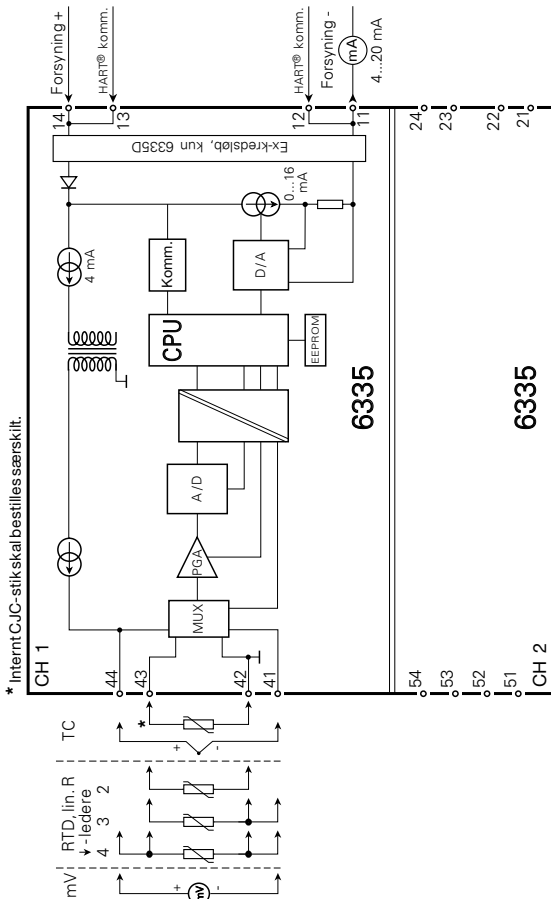 * Internt CJC-stik skal bestilles særskilt.
CH 1
mV
RTD, lin. R
- ledere
4 3 2
TC
*
+
-
+
-
mV
44
43
42
41
MUX
PGA
A/D
CPU
EEPROM
Komm.
D/A
4 mA
0...16
mA
Ex-kredsløb, kun 6335D
14
13
12
11
Forsyning +
HART® komm.
HART® komm.
Forsyning -
mA
4...20 mA
6335
54
53
52
51
24
23
22
21
CH 2
6335